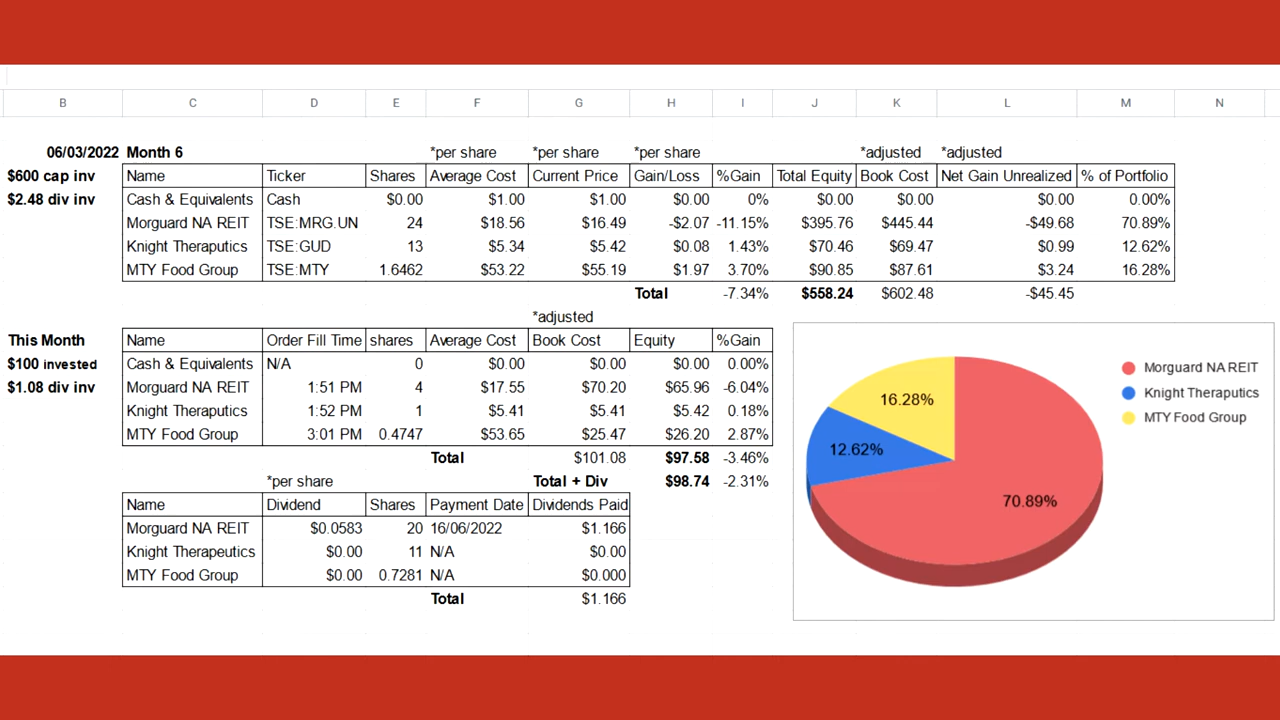 B C D E F G H I J K L M N
06/03/2022 Month 6 *per share *per share *per share *adjusted *adjusted
$600 cap inv Name Ticker Shares Average Cost Current Price Gain/Loss %Gain Total Equity Book Cost Net Gain Unrealized % of Portfolio
$2.48 div inv Cash & Equivalents Cash $0.00 $1.00 $1.00 $0.00 0% $0.00 $0.00 $0.00 0.00%
Morguard NA REIT TSE:MRG.UN 24 $18.56 $16.49 -$2.07 -11.15% $395.76 $445.44 -$49.68 70.89%
Knight Theraputics TSE:GUD 13 $5.34 $5.42 $0.08 1.43% $70.46 $69.47 $0.99 12.62%
MTY Food Group TSE:MTY 1.6462 $53.22 $55.19 $1.97 3.70% $90.85 $87.61 $3.24 16.28%
Total -7.34% $558.24 $602.48 -$45.45
*adjusted
This Month Name Order Fill Time shares Average Cost Book Cost Equity %Gain
$100 invested Cash & Equivalents N/A 0 $0.00 $0.00 $0.00 0.00%
$1.08 div inv Morguard NA REIT 1:51 PM 4 $17.55 $70.20 $65.96 -6.04%
Knight Theraputics 1:52 PM 1 $5.41 $5.41 $5.42 0.18%
MTY Food Group 3:01 PM 0.4747 $53.65 $25.47 $26.20 2.87%
Total $101.08 $97.58 -3.46%
*per share Total + Div $98.74 -2.31%
Name Dividend Shares Payment Date Dividends Paid
Morguard NA REIT $0.0583 20 16/06/2022 $1.166
Knight Therapeutics $0.00 11 N/A $0.00
MTY Food Group $0.00 0.7281 N/A $0.000
Total $1.166
Morguard NA REIT
Knight Theraputics
MTY Food Group
16.28%
12.62%
70.89%